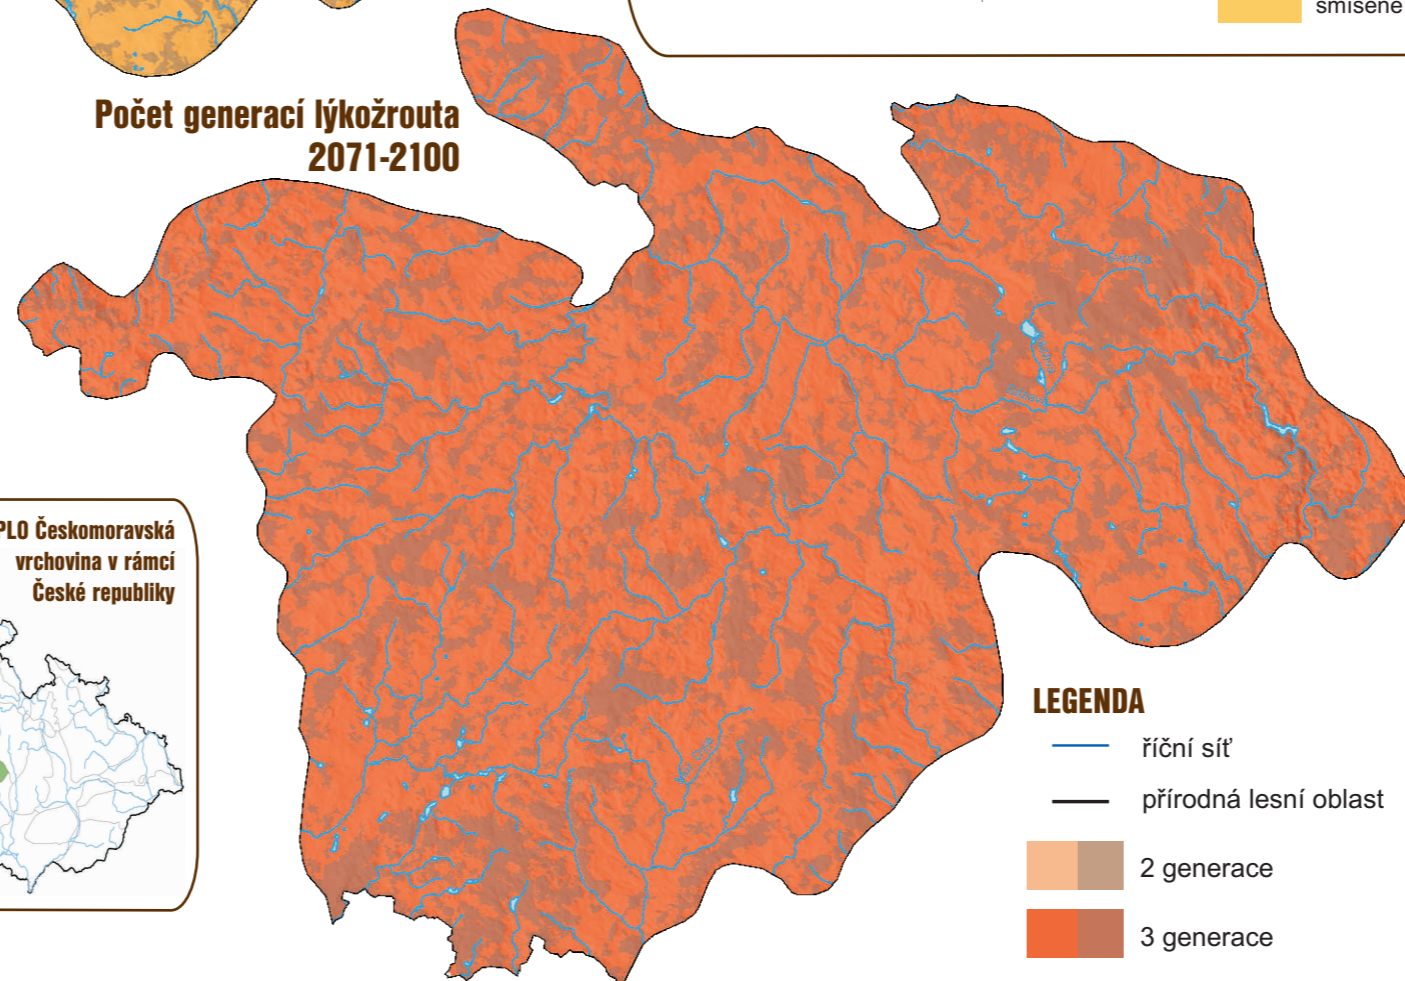 smíšené
Počet generací lýkožrouta
2071-2100
PLO Českomoravská
vrchovina v rámcí
České republiky
LEGENDA
říční síť
přírodná lesní oblast
2 generace
3 generace